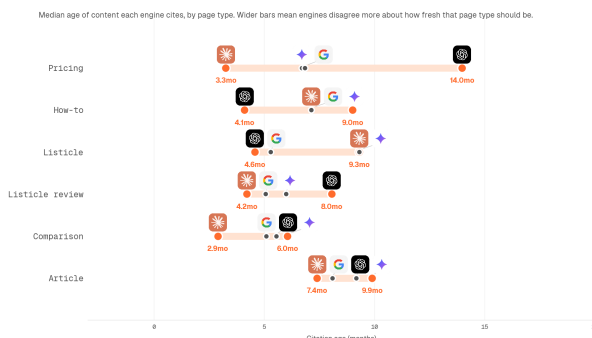 Median age of content each engine cites, by page type. Wider bars mean engines disagree more about how fresh that page type should be.
Pricing
3.3mo
14.0mo
How-to
4.1mo
9.0mo
Listicle
4.6mo
9.3mo
Listicle review
4.2mo
8.0mo
Comparison
2.9mo
6.0mo
Article
7.4mo
9.9mo
0
5
10
15
Citation age (months)